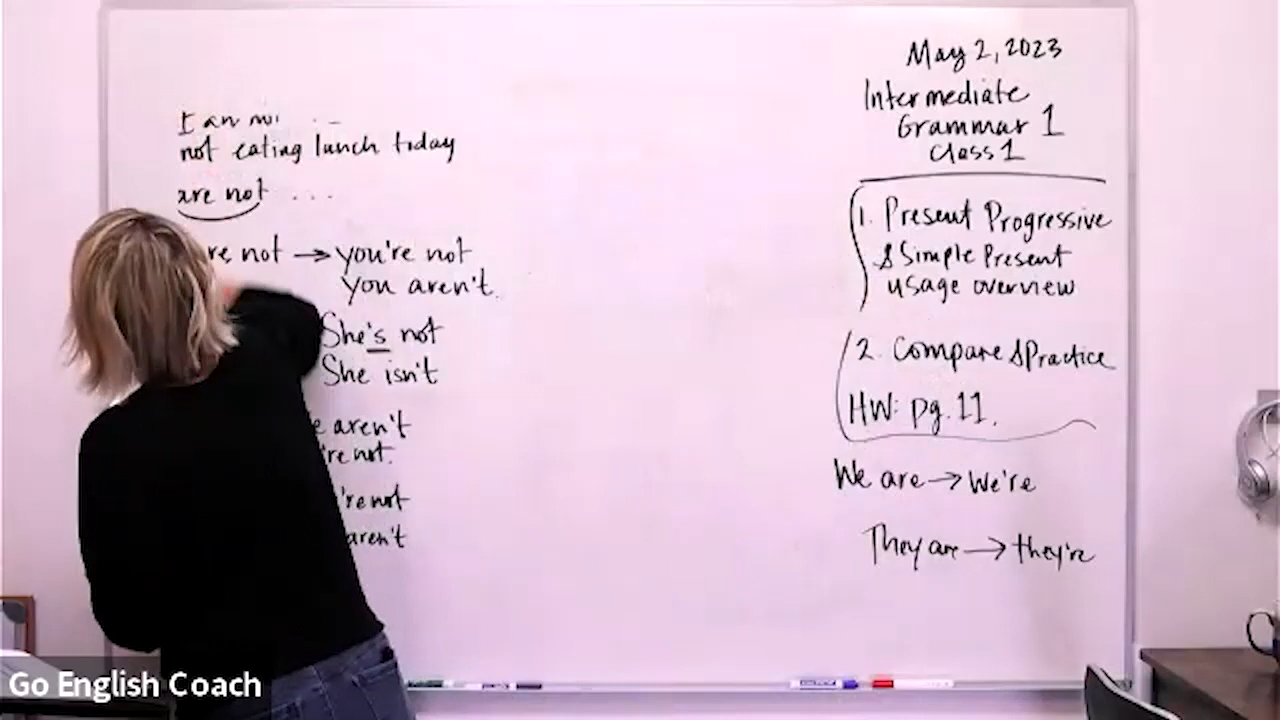 I am
not eating lunch today
are not ...
re not → you're not
you aren't.
She's not
She isn't
e aren't
're not.
're not
aren't
May 2, 2023
Intermediate
Grammar 1
Class 1
1. Present Progressive
& Simple Present
usage overview
2. Compare & Practice
HW: pg. 11.
We are → We're
They are → they're
Go English Coach